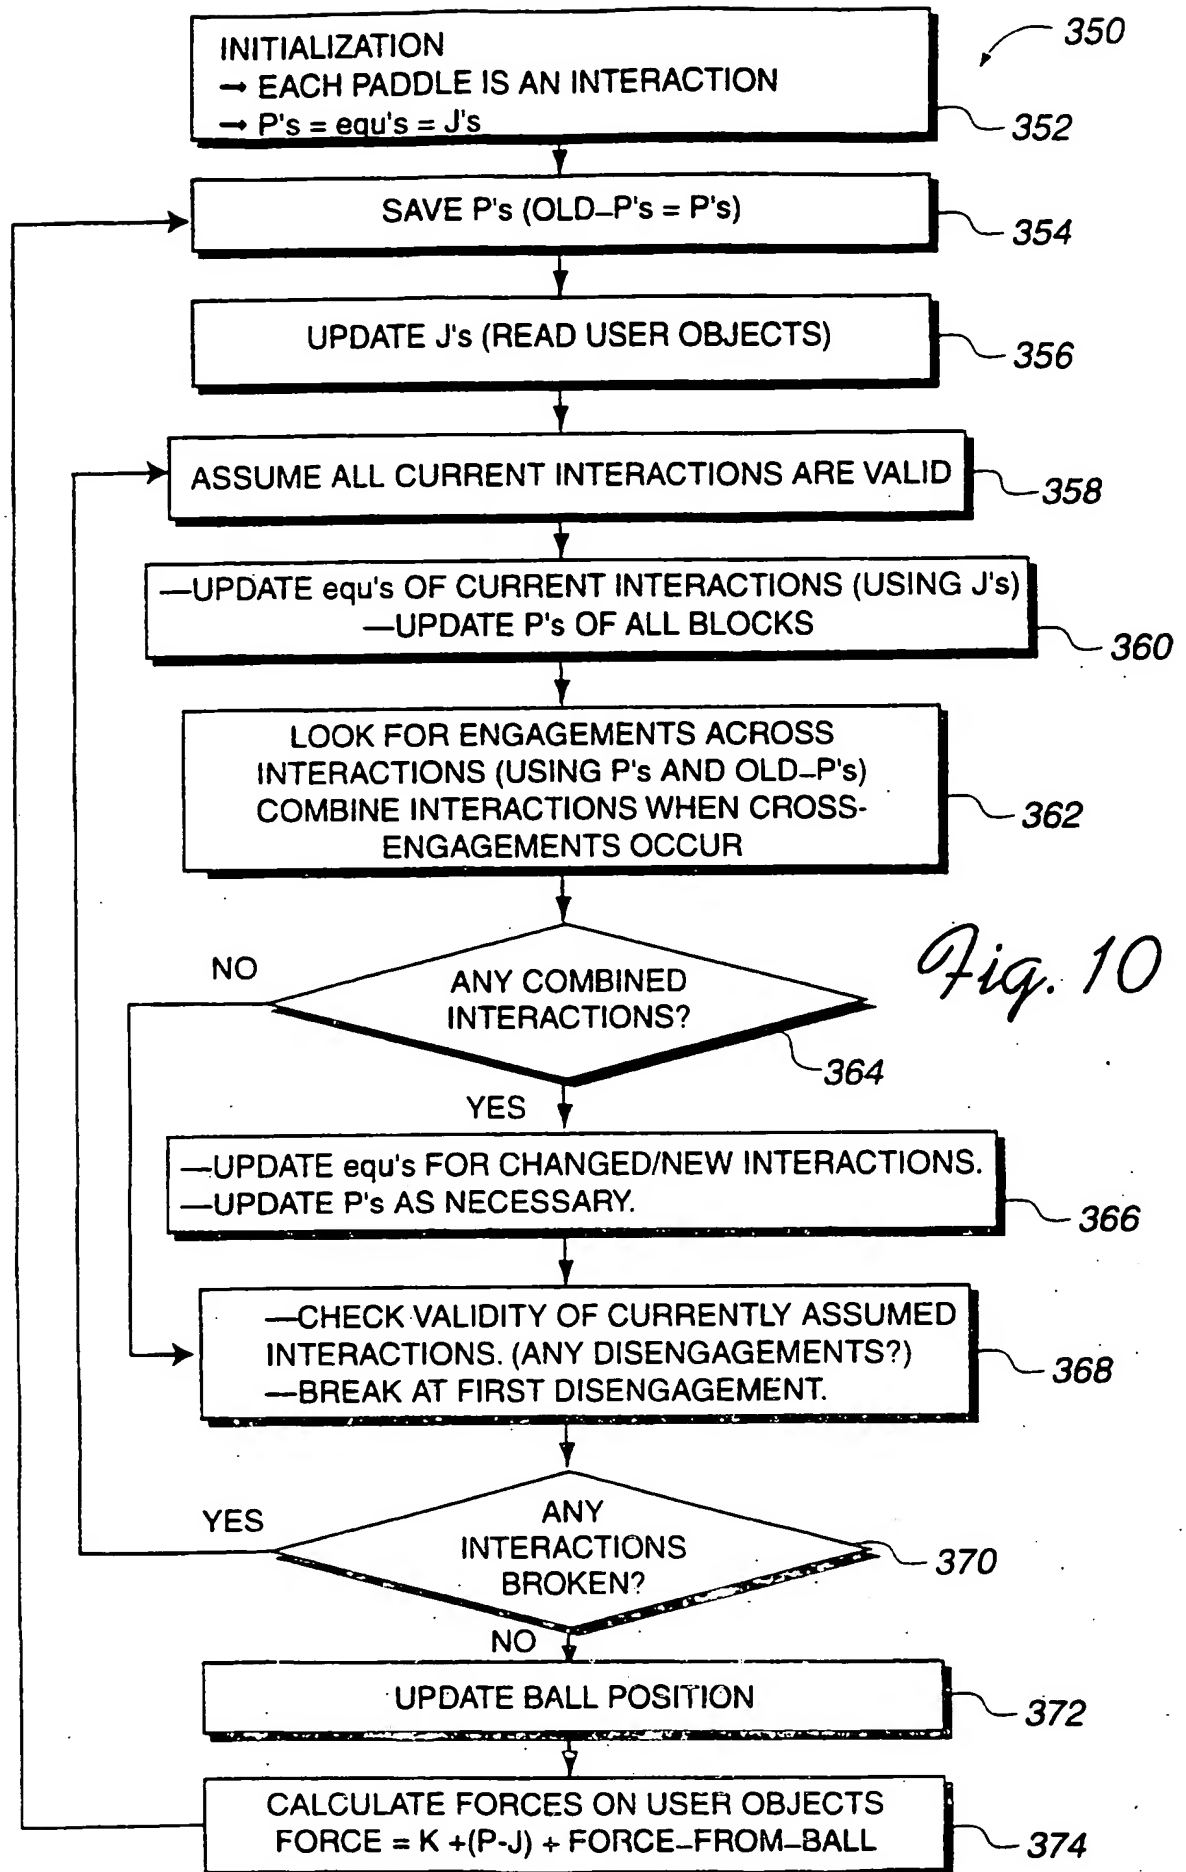 350
INITIALIZATION
→ EACH PADDLE IS AN INTERACTION
→ P's = equ's = J's
352
SAVE P's (OLD–P's = P's)
354
UPDATE J's (READ USER OBJECTS)
356
ASSUME ALL CURRENT INTERACTIONS ARE VALID
358
—UPDATE equ's OF CURRENT INTERACTIONS (USING J's)
—UPDATE P's OF ALL BLOCKS
360
LOOK FOR ENGAGEMENTS ACROSS
INTERACTIONS (USING P's AND OLD–P's)
COMBINE INTERACTIONS WHEN CROSS-
ENGAGEMENTS OCCUR
362
Fig. 10
NO
ANY COMBINED
INTERACTIONS?
364
YES
—UPDATE equ's FOR CHANGED/NEW INTERACTIONS.
—UPDATE P's AS NECESSARY.
366
—CHECK VALIDITY OF CURRENTLY ASSUMED
INTERACTIONS. (ANY DISENGAGEMENTS?)
—BREAK AT FIRST DISENGAGEMENT.
368
YES
ANY
INTERACTIONS
BROKEN?
370
NO
UPDATE BALL POSITION
372
CALCULATE FORCES ON USER OBJECTS
FORCE = K +(P-J) + FORCE–FROM–BALL
374